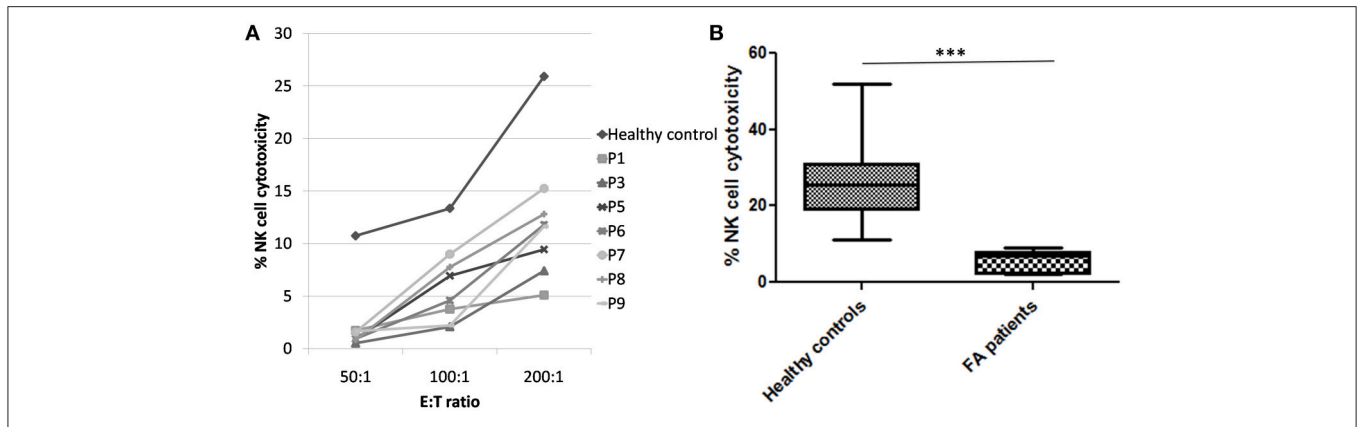 A
% NK cell cytotoxicity
30
25
20
15
10
5
0
50:1 100:1 200:1
E:T ratio
Healthy control
P1
P3
P5
P6
P7
P8
P9
B
% NK cell cytotoxicity
60
40
20
0
***
Healthy controls
FA patients